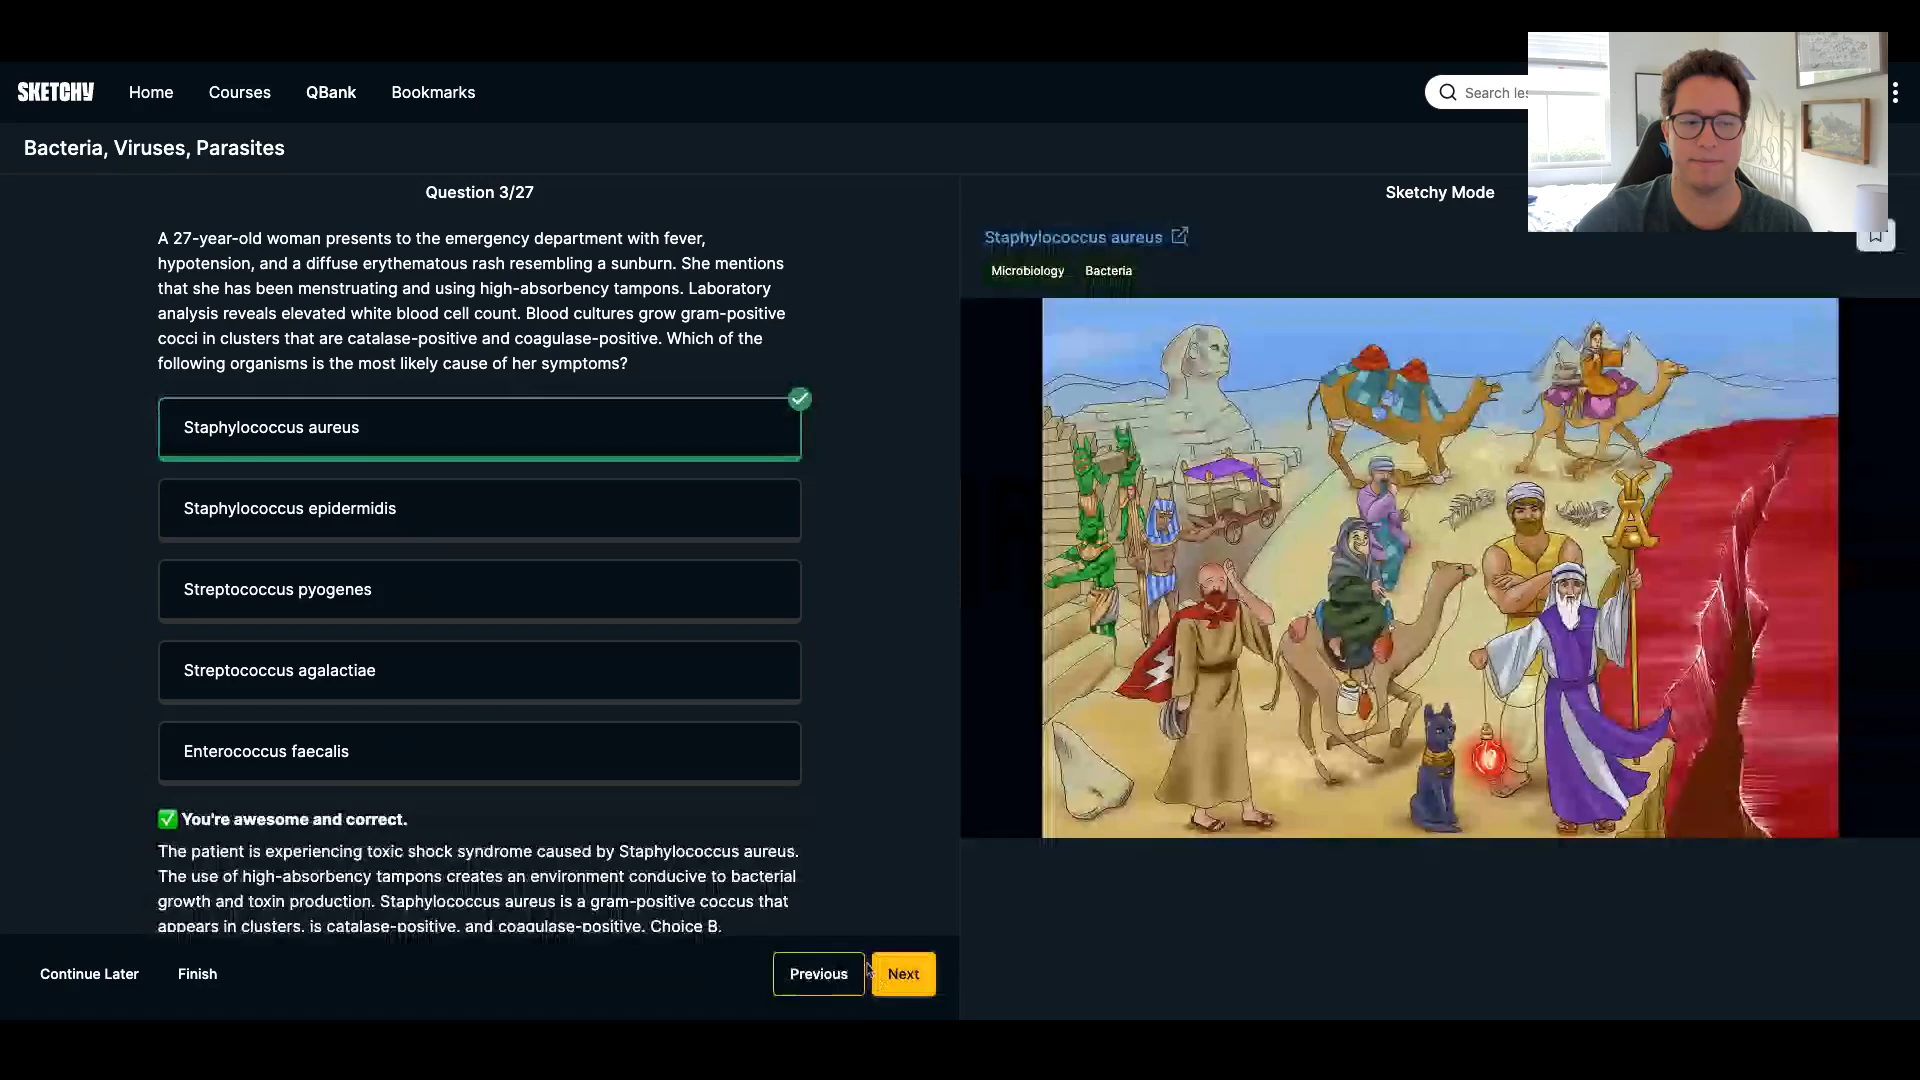 SKETCHY
Home
Courses
QBank
Bookmarks
Search les
Bacteria, Viruses, Parasites
Question 3/27
A 27-year-old woman presents to the emergency department with fever,
hypotension, and a diffuse erythematous rash resembling a sunburn. She mentions
that she has been menstruating and using high-absorbency tampons. Laboratory
analysis reveals elevated white blood cell count. Blood cultures grow gram-positive
cocci in clusters that are catalase-positive and coagulase-positive. Which of the
following organisms is the most likely cause of her symptoms?
Staphylococcus aureus
Staphylococcus epidermidis
Streptococcus pyogenes
Streptococcus agalactiae
Enterococcus faecalis
You're awesome and correct.
The patient is experiencing toxic shock syndrome caused by Staphylococcus aureus.
The use of high-absorbency tampons creates an environment conducive to bacterial
growth and toxin production. Staphylococcus aureus is a gram-positive coccus that
appears in clusters, is catalase-positive, and coagulase-positive. Choice B.
Continue Later
Finish
Previous
Next
Sketchy Mode
Staphylococcus aureus
Microbiology
Bacteria